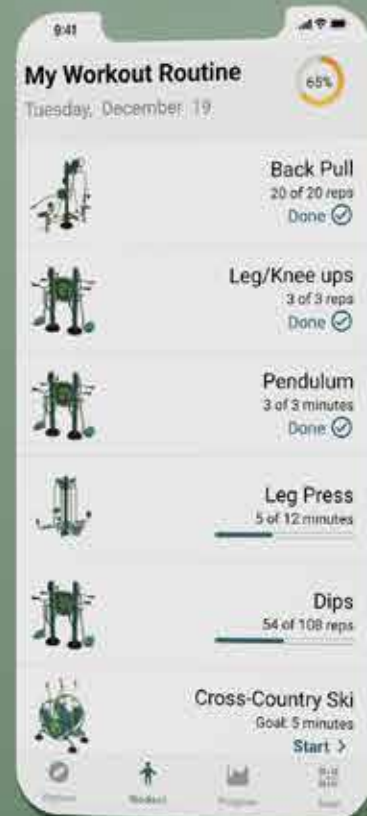 9:41
My Workout Routine
65%
Tuesday, December 19
Back Pull
20 of 20 reps
Done
Leg/Knee ups
3 of 3 reps
Done
Pendulum
3 of 3 minutes
Done
Leg Press
5 of 12 minutes
Dips
54 of 108 reps
Cross-Country Ski
Goal: 5 minutes
Start >
Workout